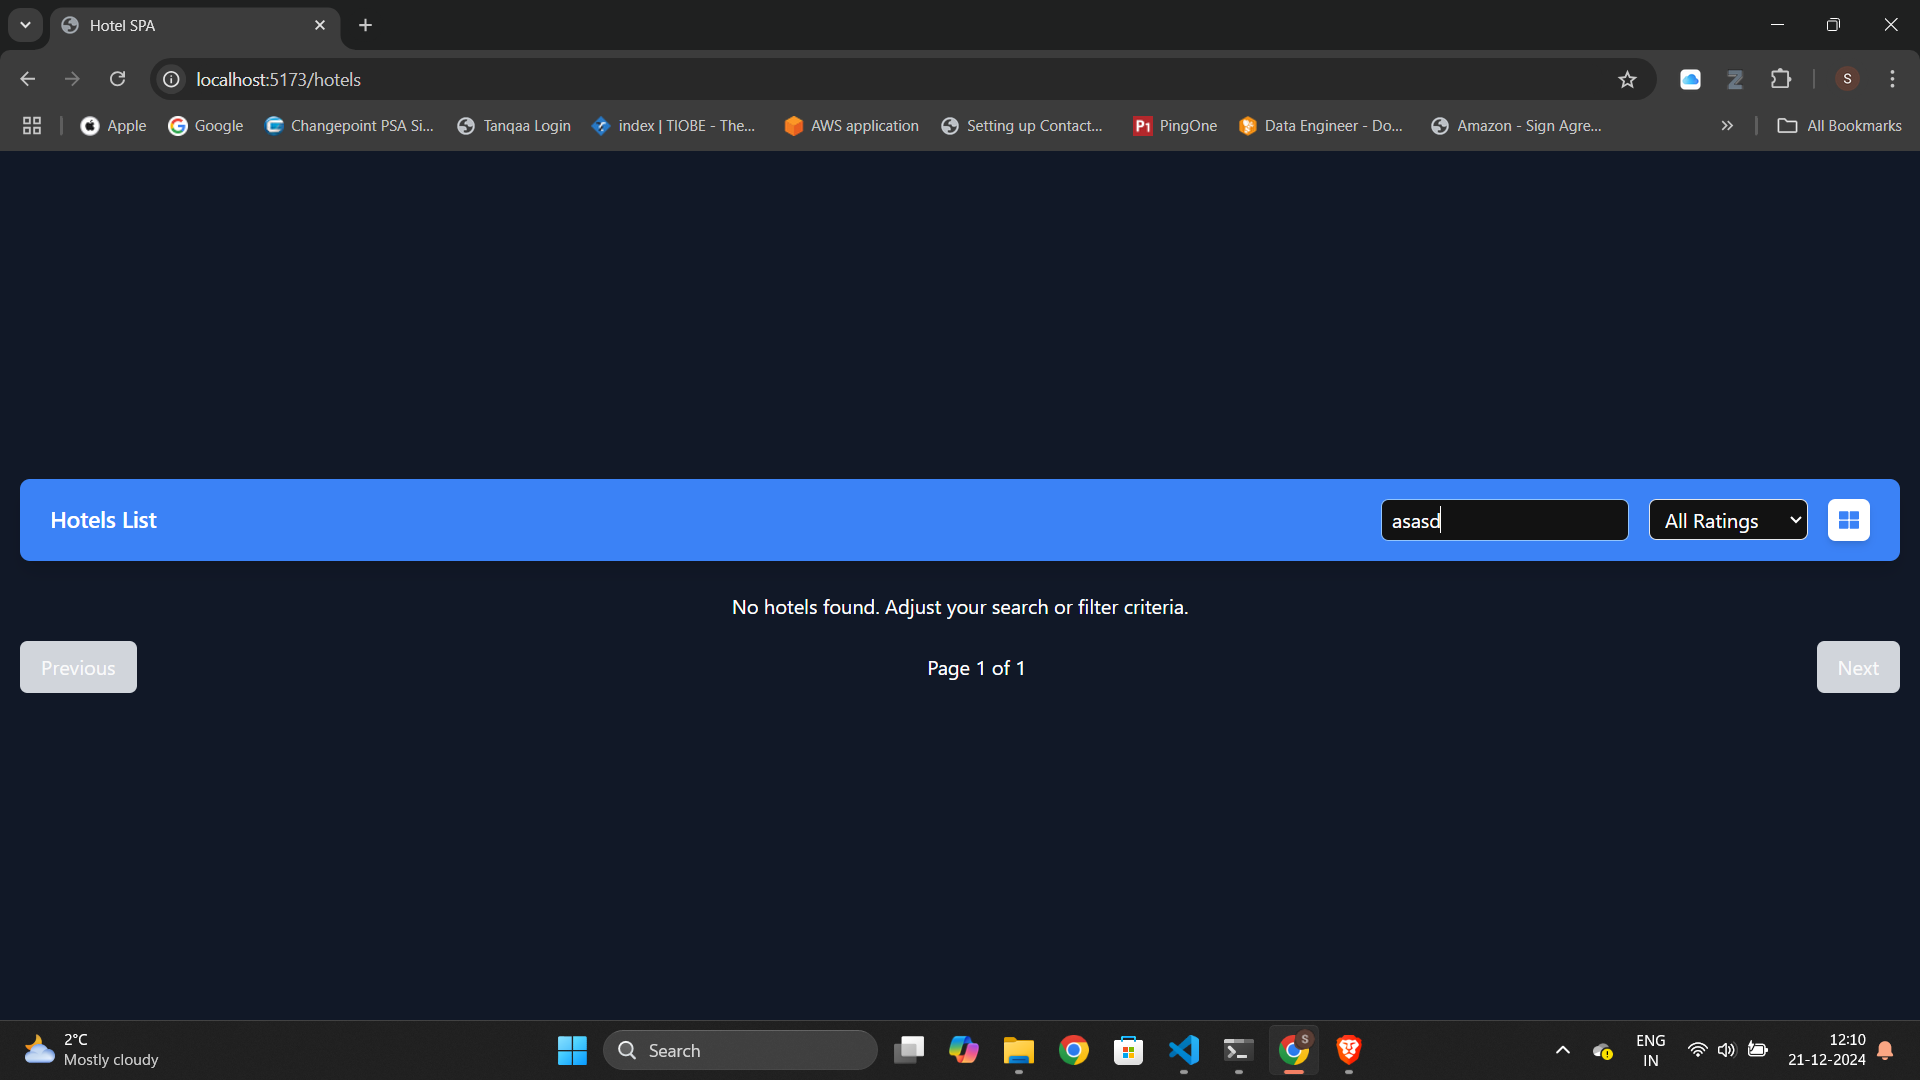 Hotel SPA
localhost:5173/hotels
S
Apple
Google
Changepoint PSA Si...
Tanqaa Login
index | TIOBE - The...
AWS application
Setting up Contact...
P1 PingOne
Data Engineer - Do...
Amazon - Sign Agre...
All Bookmarks
Hotels List
asasd
All Ratings
No hotels found. Adjust your search or filter criteria.
Previous
Page 1 of 1
Next
2°C
Mostly cloudy
Search
S
ENG
IN
12:10
21-12-2024